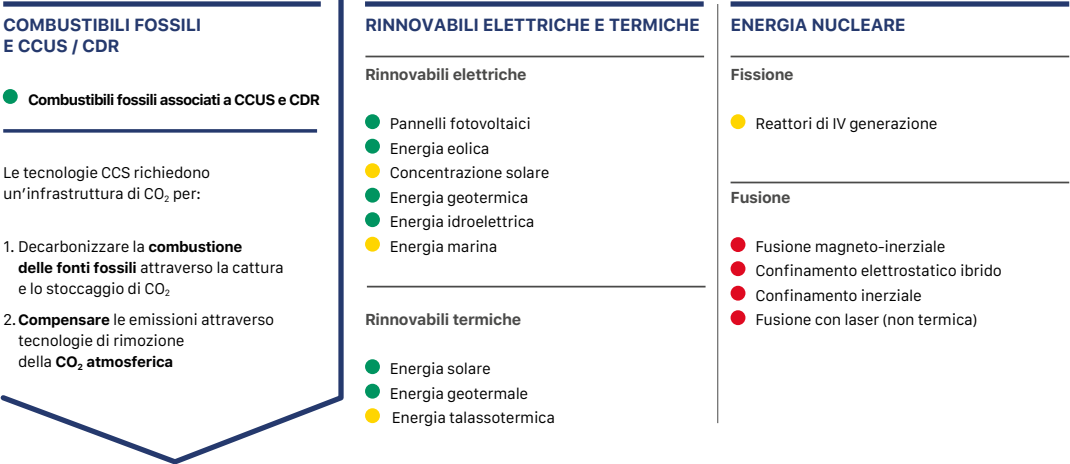 COMBUSTIBILI FOSSILI
E CCUS / CDR
Combustibili fossili associati a CCUS e CDR
Le tecnologie CCS richiedono
un'infrastruttura di CO₂ per:
1. Decarbonizzare la combustione
delle fonti fossili attraverso la cattura
e lo stoccaggio di CO₂
2. Compensare le emissioni attraverso
tecnologie di rimozione
della CO₂ atmosferica
RINNOVABILI ELETTRICHE E TERMICHE
Rinnovabili elettriche
Pannelli fotovoltaici
Energia eolica
Concentrazione solare
Energia geotermica
Energia idroelettrica
Energia marina
Rinnovabili termiche
Energia solare
Energia geotermale
Energia talassotermica
ENERGIA NUCLEARE
Fissione
Reattori di IV generazione
Fusione
Fusione magneto-inerziale
Confinamento elettrostatico ibrido
Confinamento inerziale
Fusione con laser (non termica)